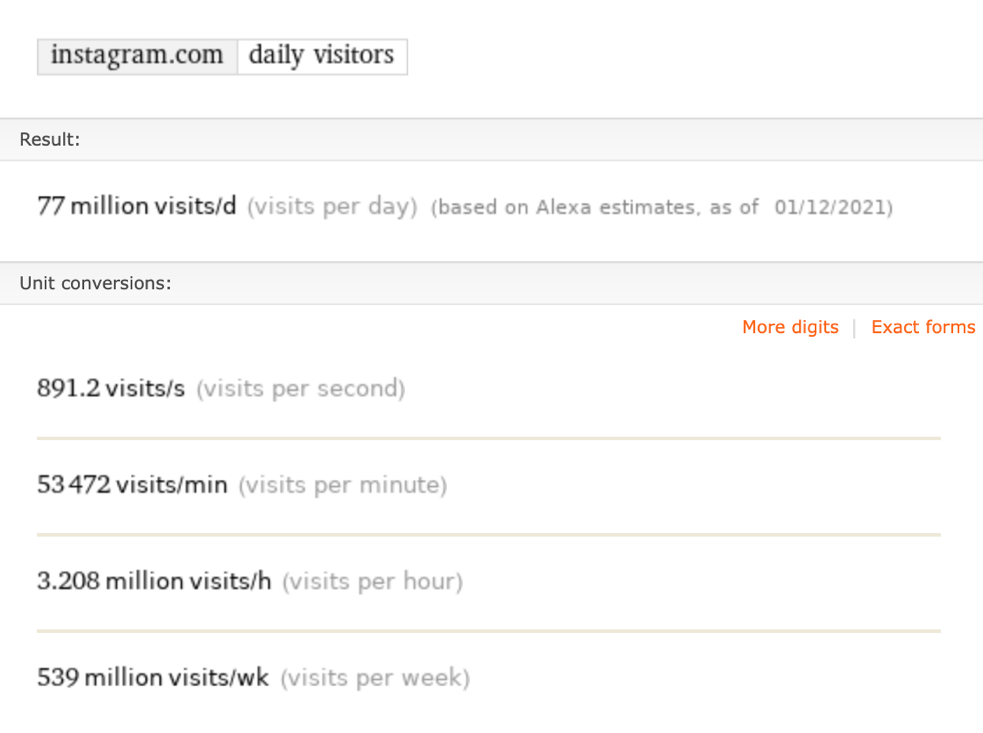 instagram.com daily visitors
Result:
77 million visits/d (visits per day) (based on Alexa estimates, as of 01/12/2021)
Unit conversions:
More digits | Exact forms
891.2 visits/s (visits per second)
53 472 visits/min (visits per minute)
3.208 million visits/h (visits per hour)
539 million visits/wk (visits per week)